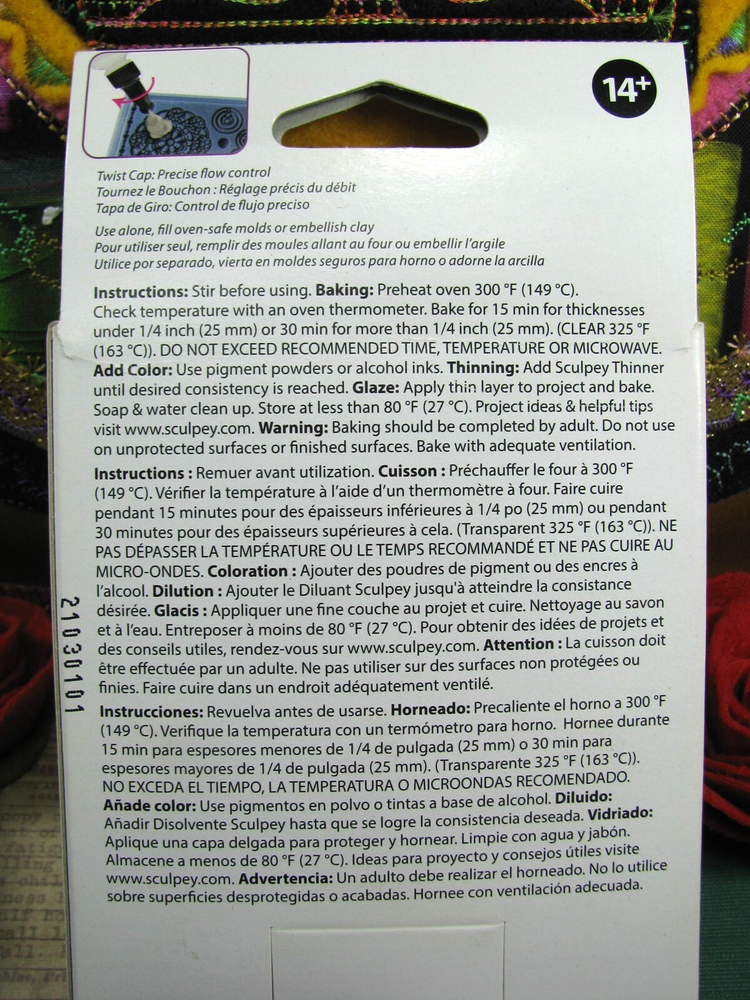 14+
Twist Cap: Precise flow control
Tournez le Bouchon : Réglage précis du débit
Tapa de Giro: Control de flujo preciso
Use alone, fill oven-safe molds or embellish clay
Pour utiliser seul, remplir des moules allant au four ou embellir l'argile
Utilice por separado, vierta en moldes seguros para horno o adorne la arcilla
Instructions: Stir before using. Baking: Preheat oven 300 °F (149 °C).
Check temperature with an oven thermometer. Bake for 15 min for thicknesses
under 1/4 inch (25 mm) or 30 min for more than 1/4 inch (25 mm). (CLEAR 325 °F
(163 °C)). DO NOT EXCEED RECOMMENDED TIME, TEMPERATURE OR MICROWAVE.
Add Color: Use pigment powders or alcohol inks. Thinning: Add Sculpey Thinner
until desired consistency is reached. Glaze: Apply thin layer to project and bake.
Soap & water clean up. Store at less than 80 °F (27 °C). Project ideas & helpful tips
visit www.sculpey.com. Warning: Baking should be completed by adult. Do not use
on unprotected surfaces or finished surfaces. Bake with adequate ventilation.
Instructions : Remuer avant utilization. Cuisson : Préchauffer le four à 300 °F
(149 °C). Vérifier la température à l'aide d'un thermomètre à four. Faire cuire
pendant 15 minutes pour des épaisseurs inférieures à 1/4 po (25 mm) ou pendant
30 minutes pour des épaisseurs supérieures à cela. (Transparent 325 °F (163 °C)). NE
PAS DÉPASSER LA TEMPÉRATURE OU LE TEMPS RECOMMANDÉ ET NE PAS CUIRE AU
MICRO-ONDES. Coloration : Ajouter des poudres de pigment ou des encres à
l'alcool. Dilution : Ajouter le Diluant Sculpey jusqu'à atteindre la consistance
désirée. Glacis : Appliquer une fine couche au projet et cuire. Nettoyage au savon
et à l'eau. Entreposer à moins de 80 °F (27 °C). Pour obtenir des idées de projets et
des conseils utiles, rendez-vous sur www.sculpey.com. Attention : La cuisson doit
être effectuée par un adulte. Ne pas utiliser sur des surfaces non protégées ou
finies. Faire cuire dans un endroit adéquatement ventilé.
21030101
Instrucciones: Revuelva antes de usarse. Horneado: Precaliente el horno a 300 °F
(149 °C). Verifique la temperatura con un termómetro para horno. Hornee durante
15 min para espesores menores de 1/4 de pulgada (25 mm) o 30 min para
espesores mayores de 1/4 de pulgada (25 mm). (Transparente 325 °F (163 °C)).
NO EXCEDA EL TIEMPO, LA TEMPERATURA O MICROONDAS RECOMENDADO.
Añade color: Use pigmentos en polvo o tintas a base de alcohol. Diluido:
Añadir Disolvente Sculpey hasta que se logre la consistencia deseada. Vidriado:
Aplique una capa delgada para proteger y hornear. Limpie con agua y jabón.
Almacene a menos de 80 °F (27 °C). Ideas para proyecto y consejos útiles visite
www.sculpey.com. Advertencia: Un adulto debe realizar el horneado. No lo utilice
sobre superficies desprotegidas o acabadas. Hornee con ventilación adecuada.